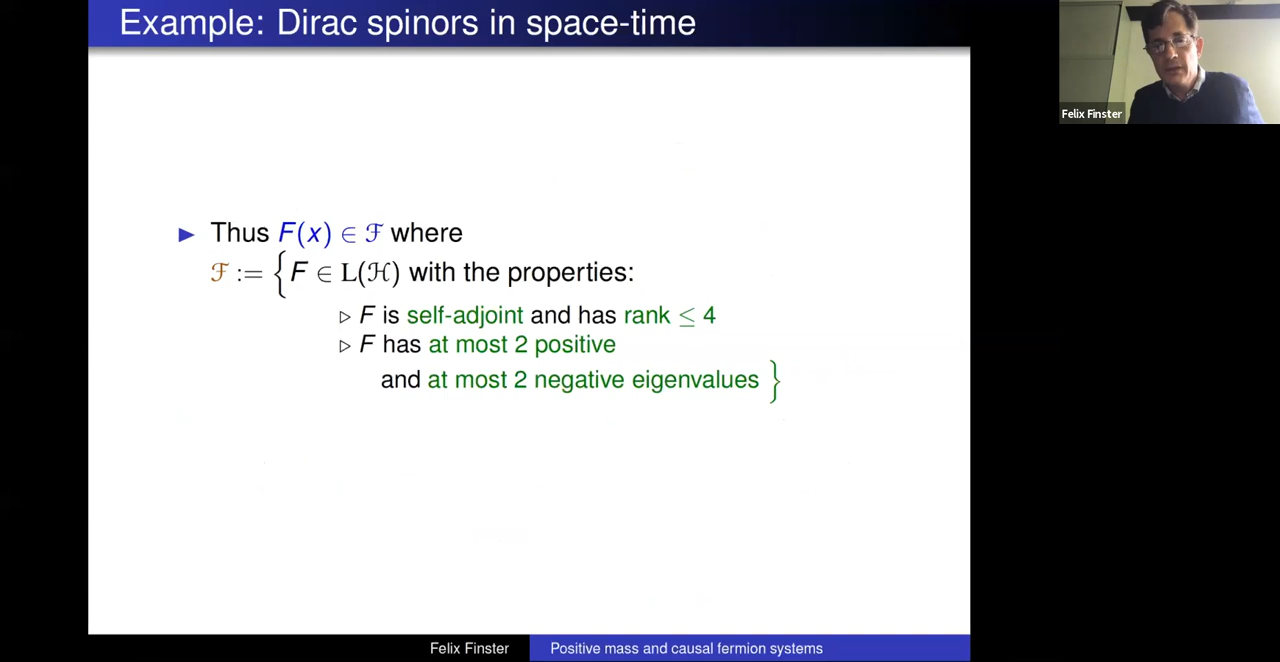 Example: Dirac spinors in space-time
Felix Finster
▶ Thus F(x) ∈ ℱ where
ℱ := { F ∈ L(ℋ) with the properties:
▷ F is self-adjoint and has rank ≤ 4
▷ F has at most 2 positive
and at most 2 negative eigenvalues }
Felix Finster Positive mass and causal fermion systems